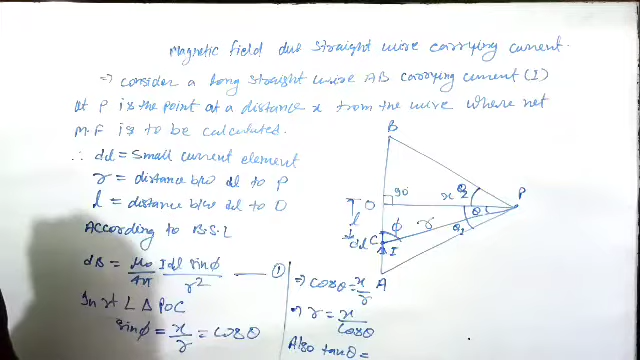 Magnetic field due straight wire carrying current.
⇒ consider a long straight wire AB carrying current (I)
at P is the point at a distance x from the wire where net
M.F is to be calculated.
∴ dl = Small current element
r = distance b/w dl to P
l = distance b/w dl to O
According to B.S.L
dB = μ₀/4π Idl sinφ/r² —— ①
In rt L Δ POC
sinφ = x/r = cosθ
⇒ cosθ = x/r
⇒ r = x/cosθ
Also tanθ =
B
90°
O
x
θ₂
P
l
φ
r
θ
θ₁
dl
C
I
A